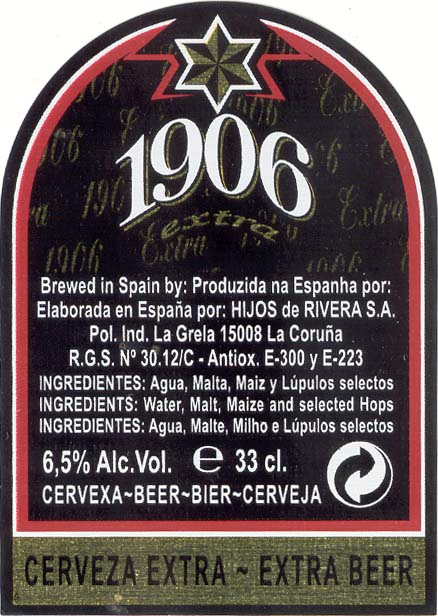 1906
extra
Brewed in Spain by: Produzida na Espanha por:
Elaborada en España por: HIJOS de RIVERA S.A.
Pol. Ind. La Grela 15008 La Coruña
R.G.S. Nº 30.12/C - Antiox. E-300 y E-223
INGREDIENTES: Agua, Malta, Maiz y Lúpulos selectos
INGREDIENTS: Water, Malt, Maize and selected Hops
INGREDIENTES: Agua, Malte, Milho e Lúpulos selectos
6,5% Alc.Vol. ℮ 33 cl.
CERVEXA~BEER~BIER~CERVEJA
CERVEZA EXTRA ~ EXTRA BEER